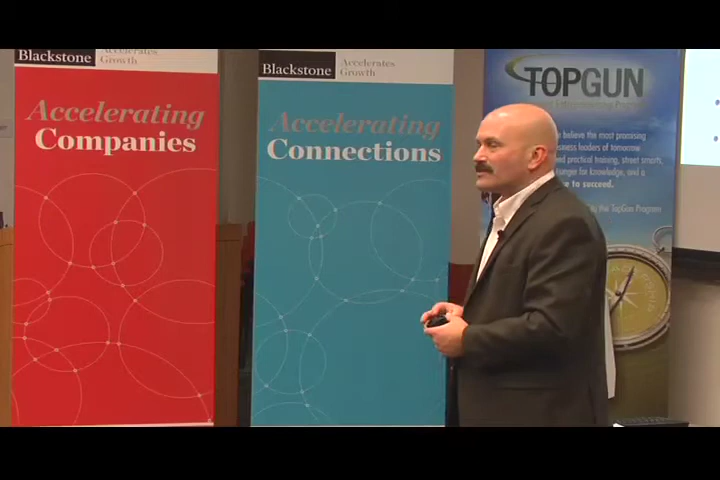 Blackstone
Accelerates
Growth
Accelerating
Companies
Blackstone
Accelerates
Growth
Accelerating
Connections
TOPGUN
believe the most promising
business leaders of tomorrow
practical training, street smarts,
hunger for knowledge, and a
to succeed.
to the TopGun Program